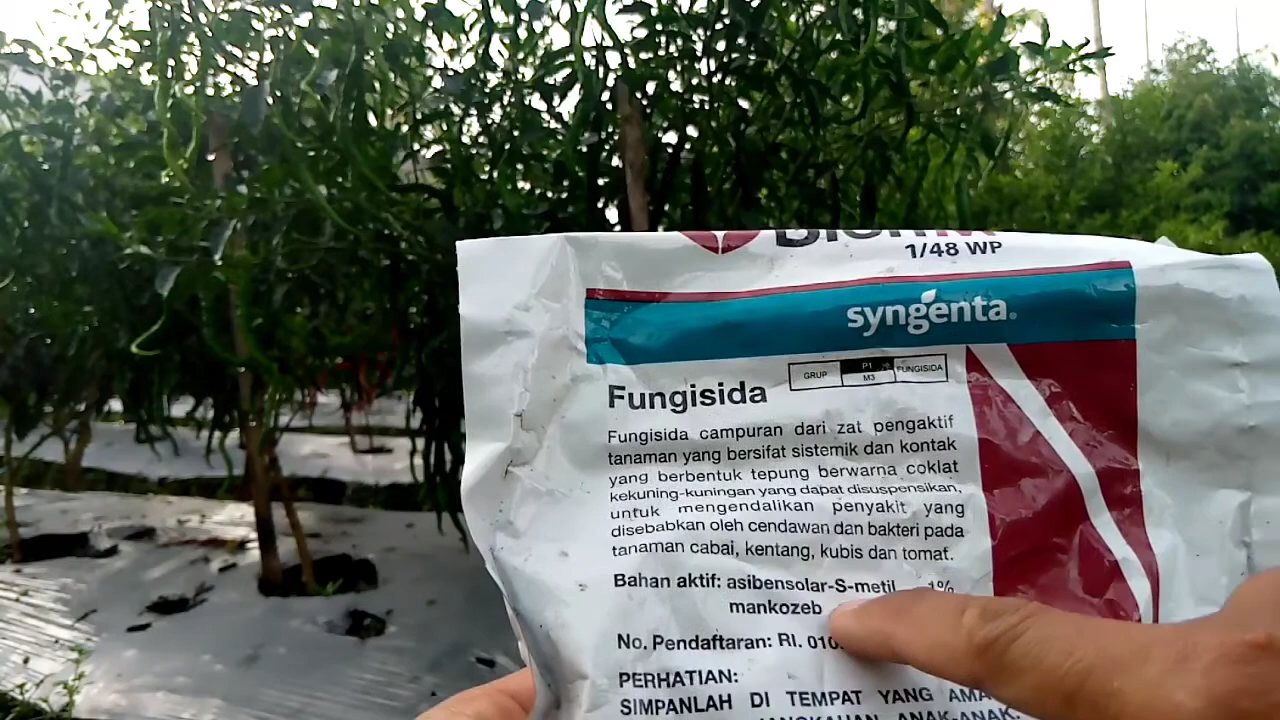 1/48 WP
syngenta.
GRUP P1 M3 FUNGISIDA
Fungisida
Fungisida campuran dari zat pengaktif
tanaman yang bersifat sistemik dan kontak
yang berbentuk tepung berwarna coklat
kekuning-kuningan yang dapat disuspensikan,
untuk mengendalikan penyakit yang
disebabkan oleh cendawan dan bakteri pada
tanaman cabai, kentang, kubis dan tomat.
Bahan aktif: asibensolar-S-metil 1%
mankozeb
No. Pendaftaran: RI. 010
PERHATIAN:
SIMPANLAH DI TEMPAT YANG
ANAK-ANAK.